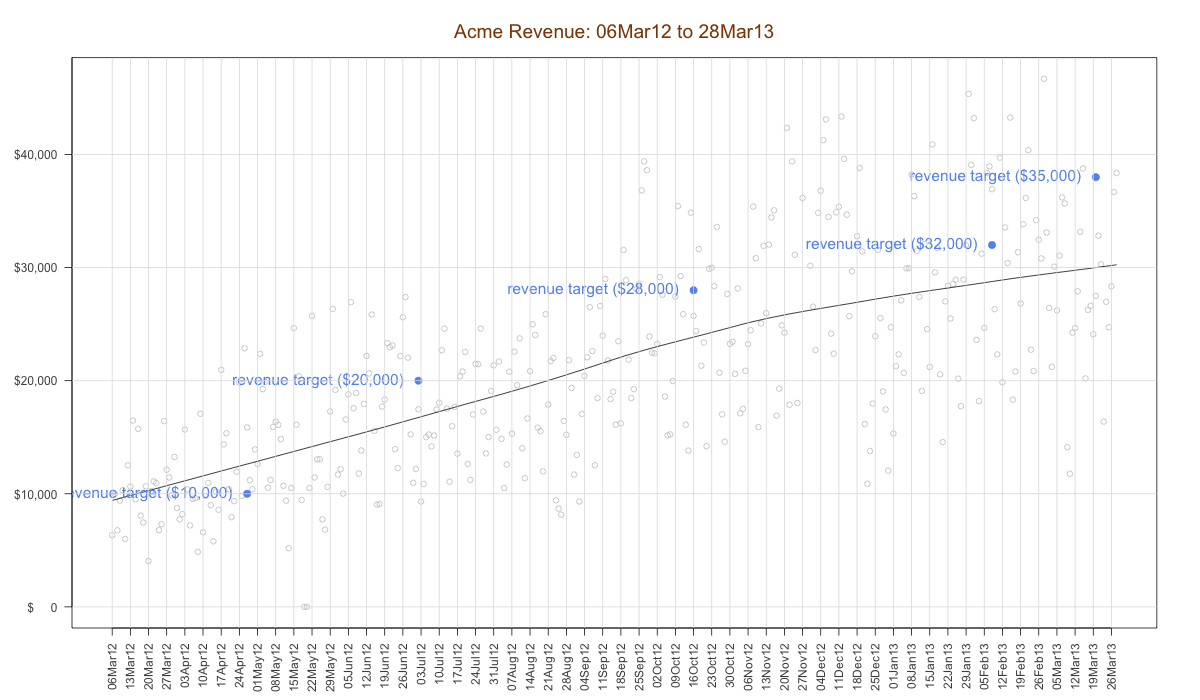 Acme Revenue: 06Mar12 to 28Mar13
$40,000
revenue target ($35,000)
revenue target ($32,000)
$30,000
revenue target ($28,000)
$20,000
revenue target ($20,000)
$10,000
venue target ($10,000)
$ 0
06Mar12
13Mar12
20Mar12
27Mar12
03Apr12
10Apr12
17Apr12
24Apr12
01May12
08May12
15May12
22May12
29May12
05Jun12
12Jun12
19Jun12
26Jun12
03Jul12
10Jul12
17Jul12
24Jul12
31Jul12
07Aug12
14Aug12
21Aug12
28Aug12
04Sep12
11Sep12
18Sep12
25Sep12
02Oct12
09Oct12
16Oct12
23Oct12
30Oct12
06Nov12
13Nov12
20Nov12
27Nov12
04Dec12
11Dec12
18Dec12
25Dec12
01Jan13
08Jan13
15Jan13
22Jan13
29Jan13
05Feb13
12Feb13
19Feb13
26Feb13
05Mar13
12Mar13
19Mar13
26Mar13